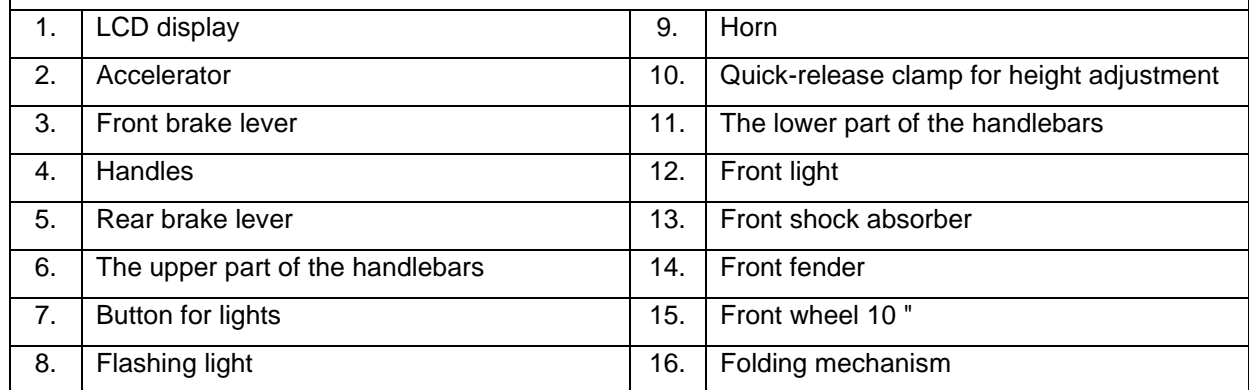 1. LCD display 9. Horn
2. Accelerator 10. Quick-release clamp for height adjustment
3. Front brake lever 11. The lower part of the handlebars
4. Handles 12. Front light
5. Rear brake lever 13. Front shock absorber
6. The upper part of the handlebars 14. Front fender
7. Button for lights 15. Front wheel 10 "
8. Flashing light 16. Folding mechanism